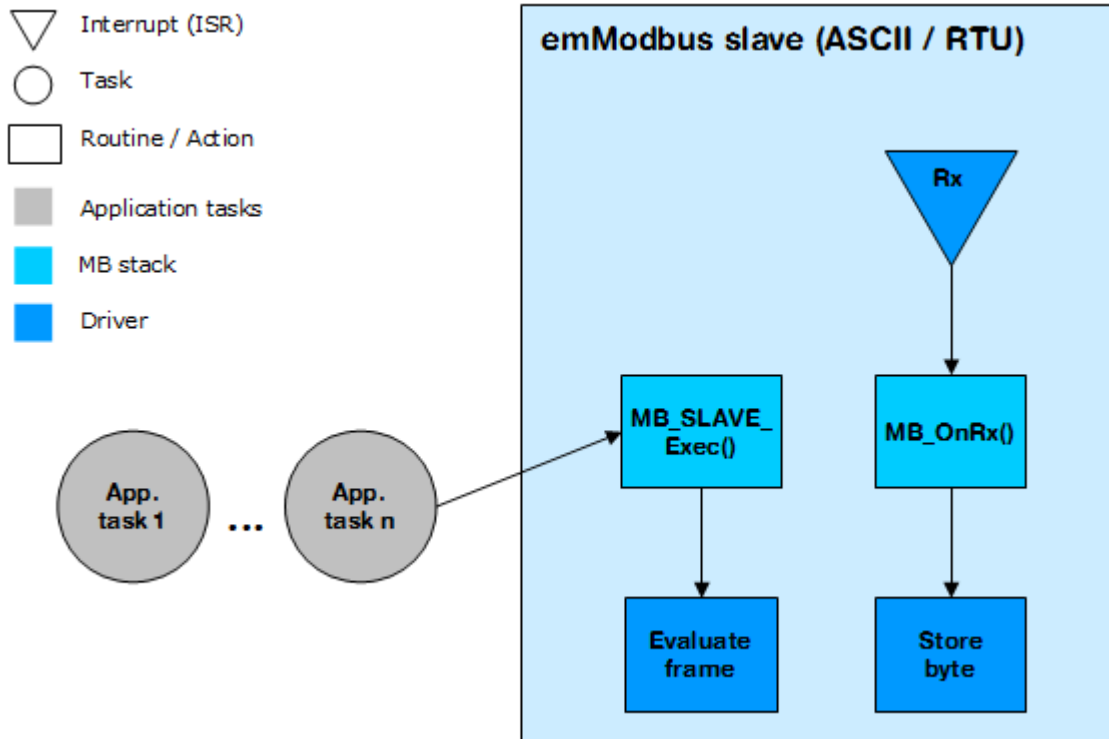 Interrupt (ISR)
Task
Routine / Action
Application tasks
MB stack
Driver
emModbus slave (ASCII / RTU)
Rx
MB_SLAVE_
Exec()
MB_OnRx()
App.
task 1
...
App.
task n
Evaluate
frame
Store
byte